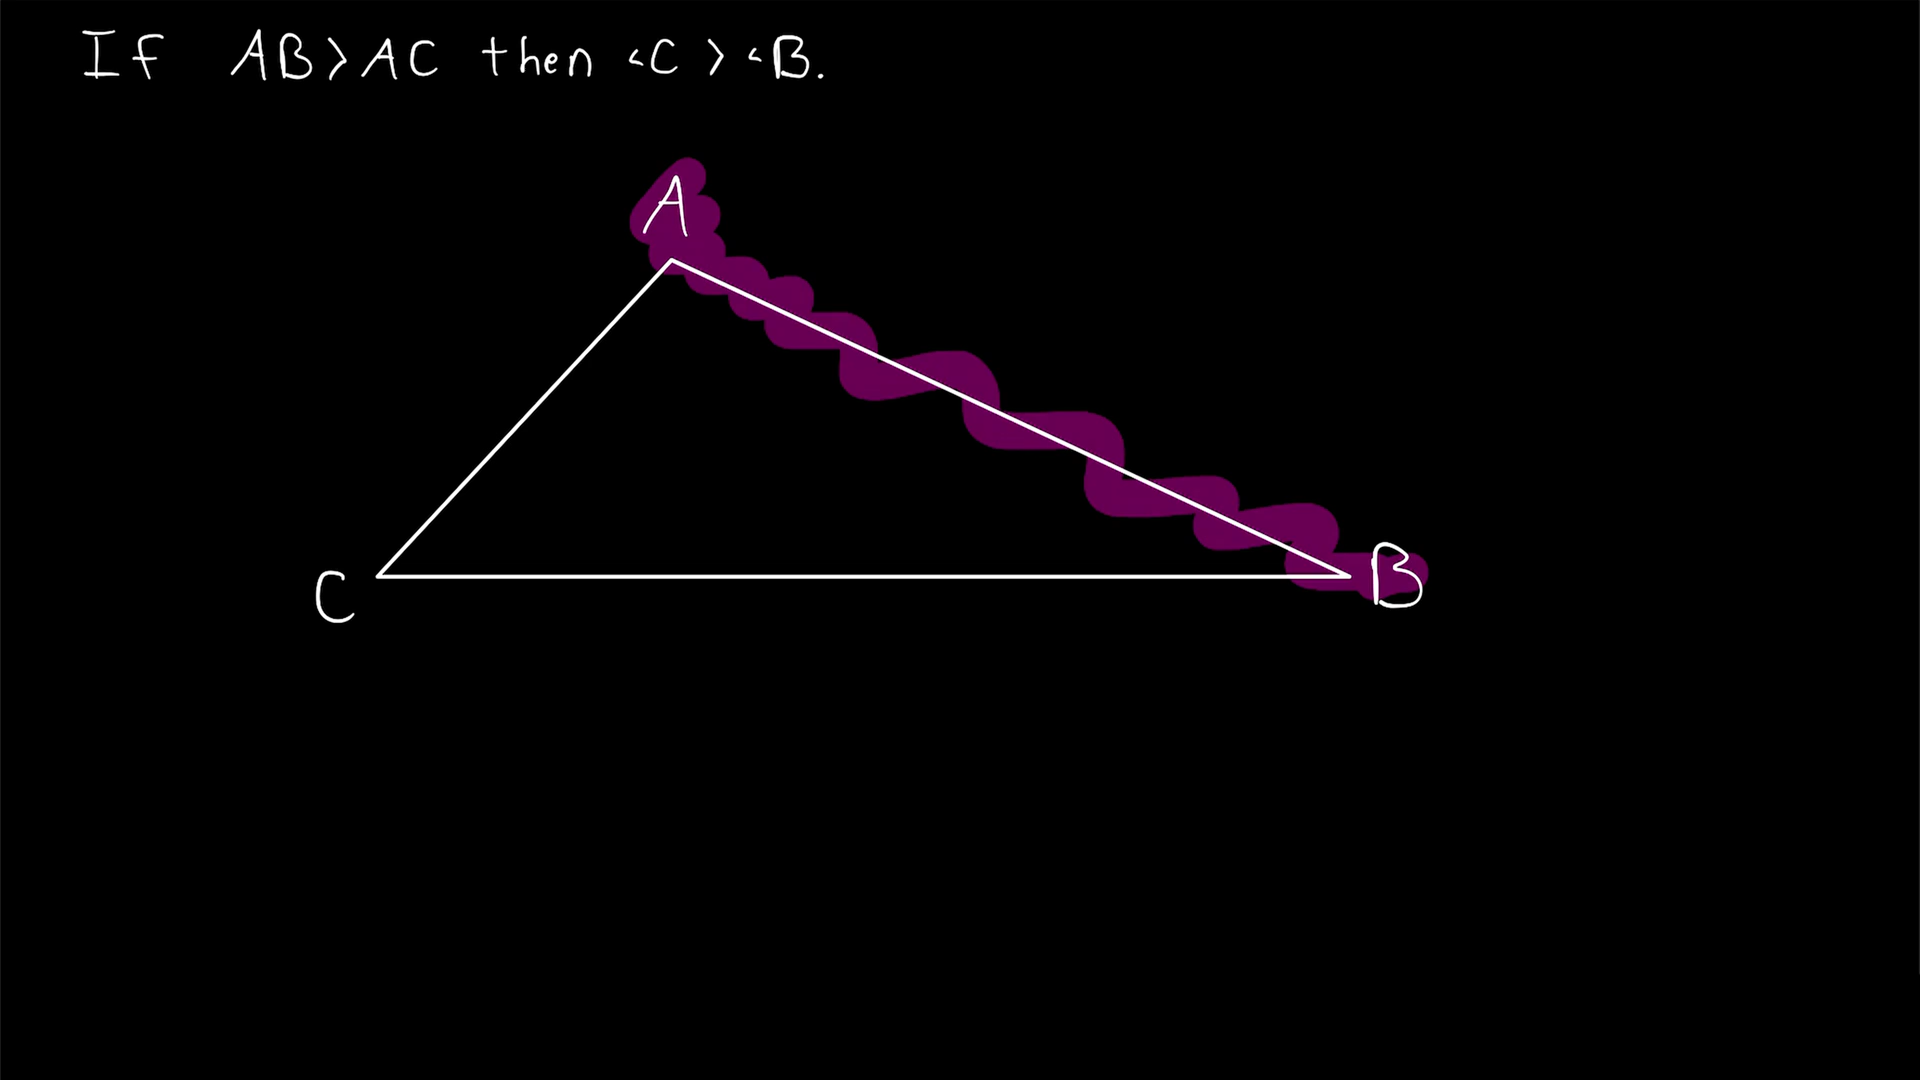 If AB>AC then ∠C > ∠B.
A
C
B